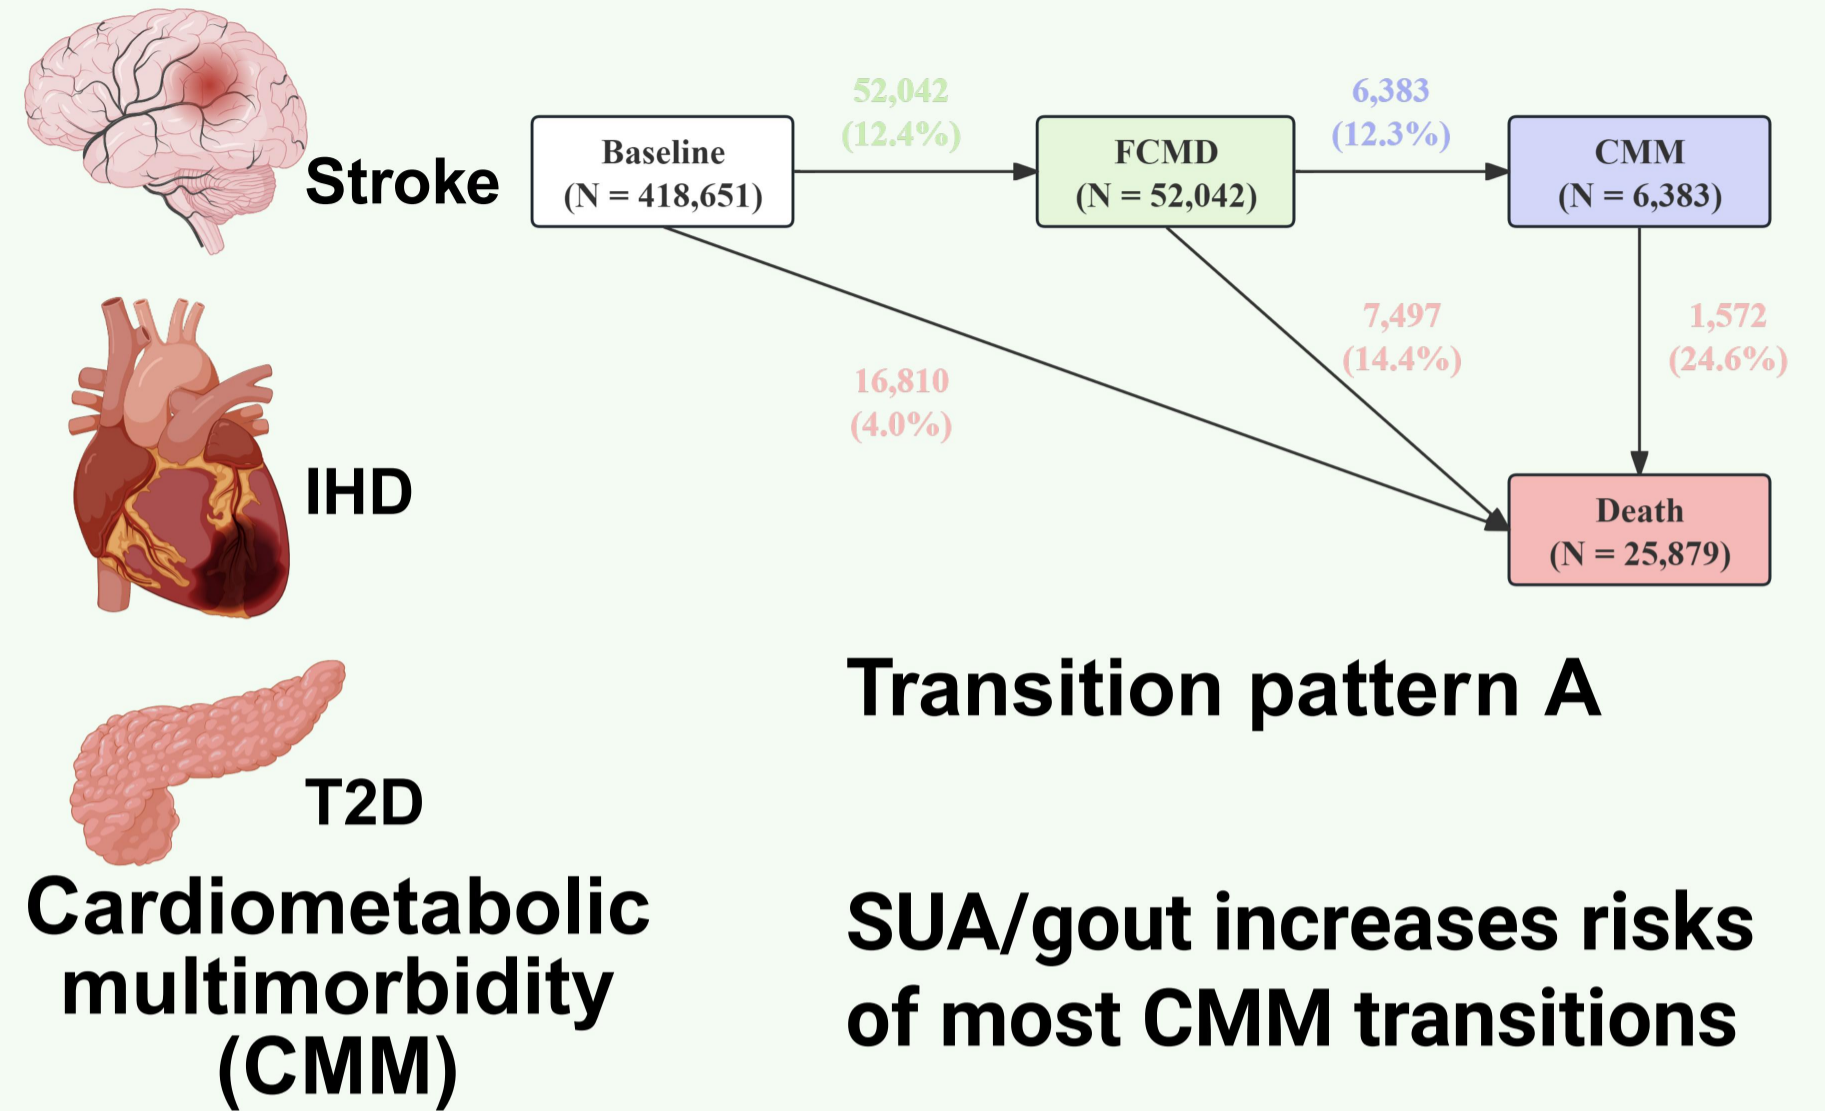 Stroke
IHD
T2D
Cardiometabolic
multimorbidity
(CMM)
Baseline
(N = 418,651)
52,042
(12.4%)
FCMD
(N = 52,042)
6,383
(12.3%)
CMM
(N = 6,383)
16,810
(4.0%)
7,497
(14.4%)
1,572
(24.6%)
Death
(N = 25,879)
Transition pattern A
SUA/gout increases risks
of most CMM transitions